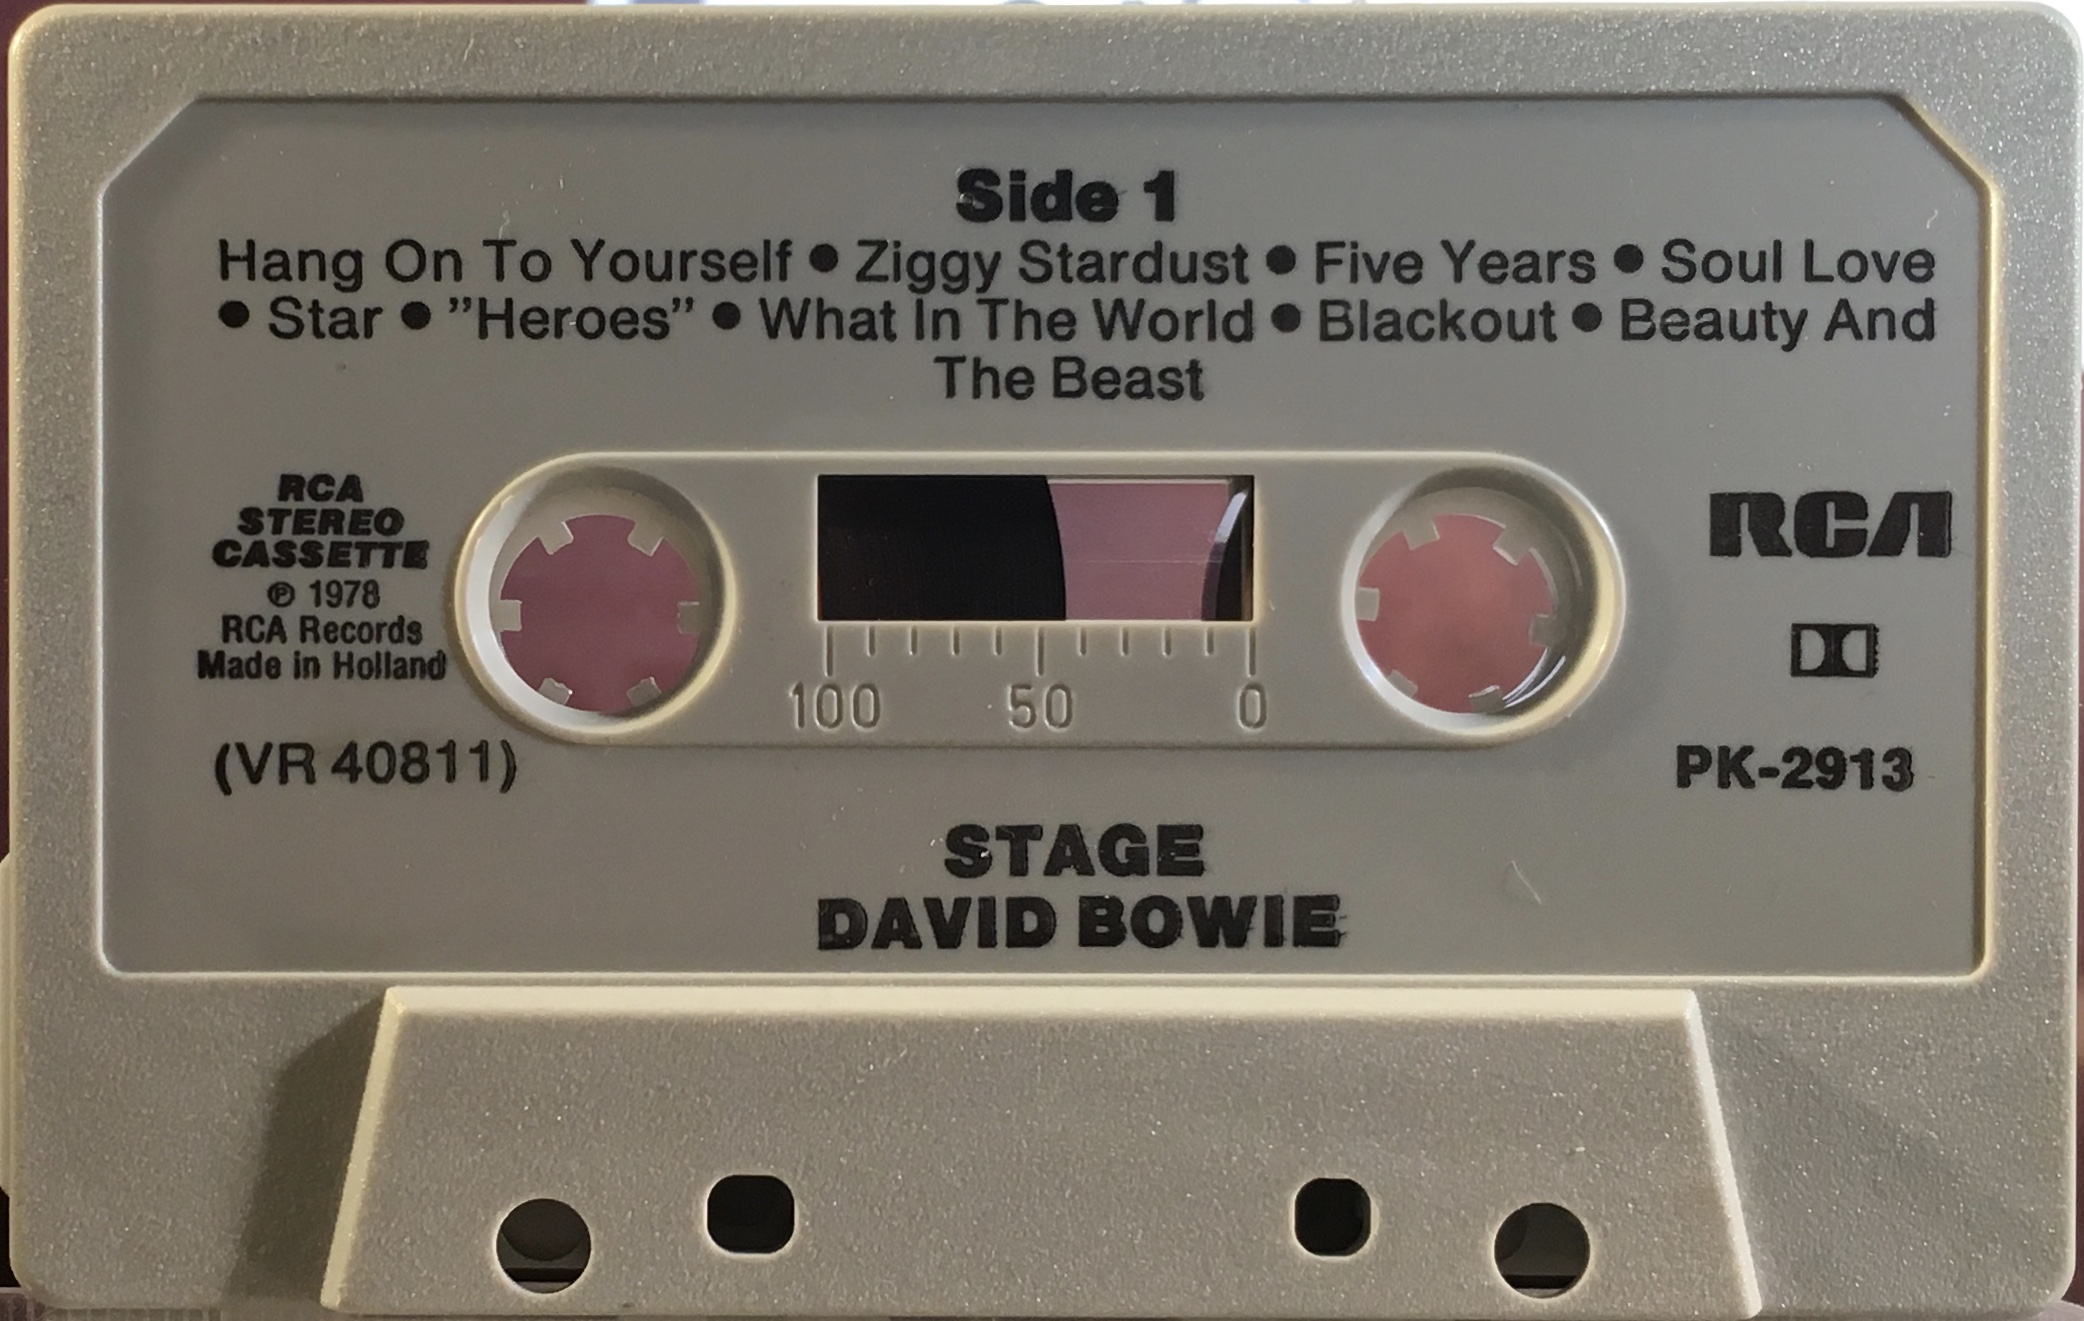 Side 1
Hang On To Yourself ● Ziggy Stardust ● Five Years ● Soul Love
● Star ● ”Heroes” ● What In The World ● Blackout ● Beauty And
The Beast
RCA
STEREO
CASSETTE
℗ 1978
RCA Records
Made in Holland
(VR 40811)
100 50 0
RCA
PK-2913
STAGE
DAVID BOWIE